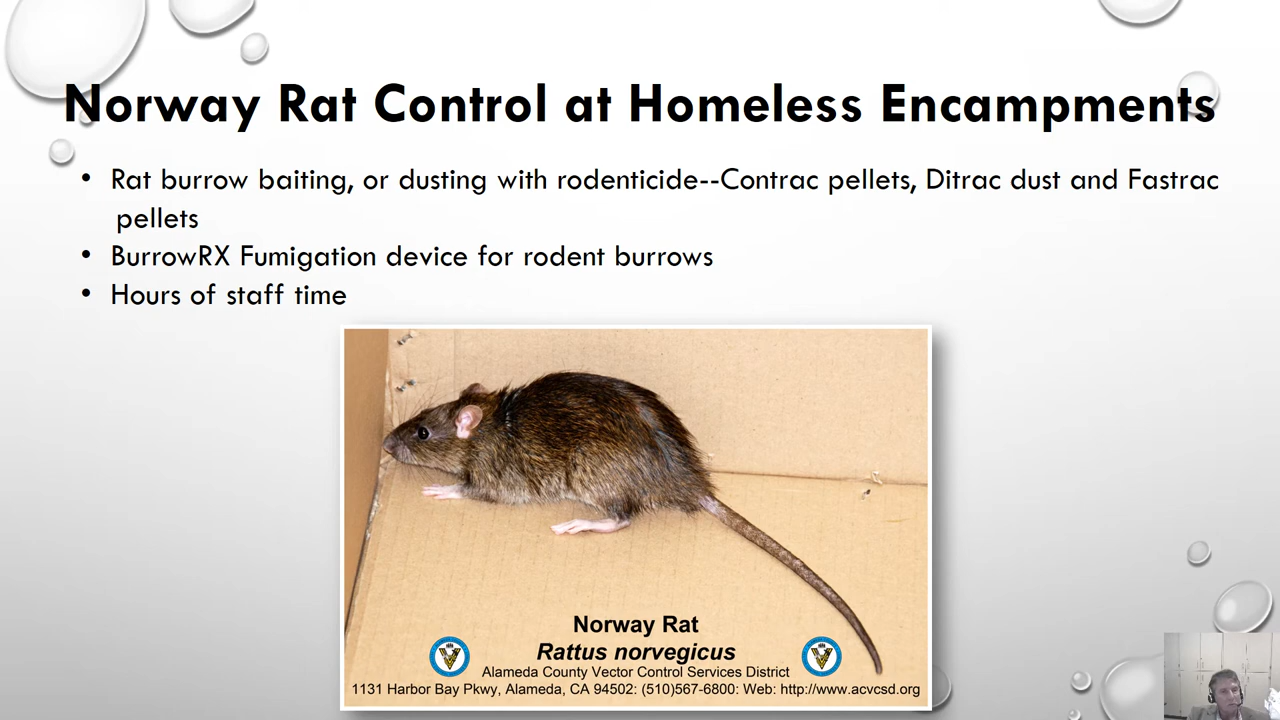 Norway Rat Control at Homeless Encampments
• Rat burrow baiting, or dusting with rodenticide--Contrac pellets, Ditrac dust and Fastrac
pellets
• BurrowRX Fumigation device for rodent burrows
• Hours of staff time
Norway Rat
Rattus norvegicus
Alameda County Vector Control Services District
1131 Harbor Bay Pkwy, Alameda, CA 94502: (510)567-6800: Web: http://www.acvcsd.org